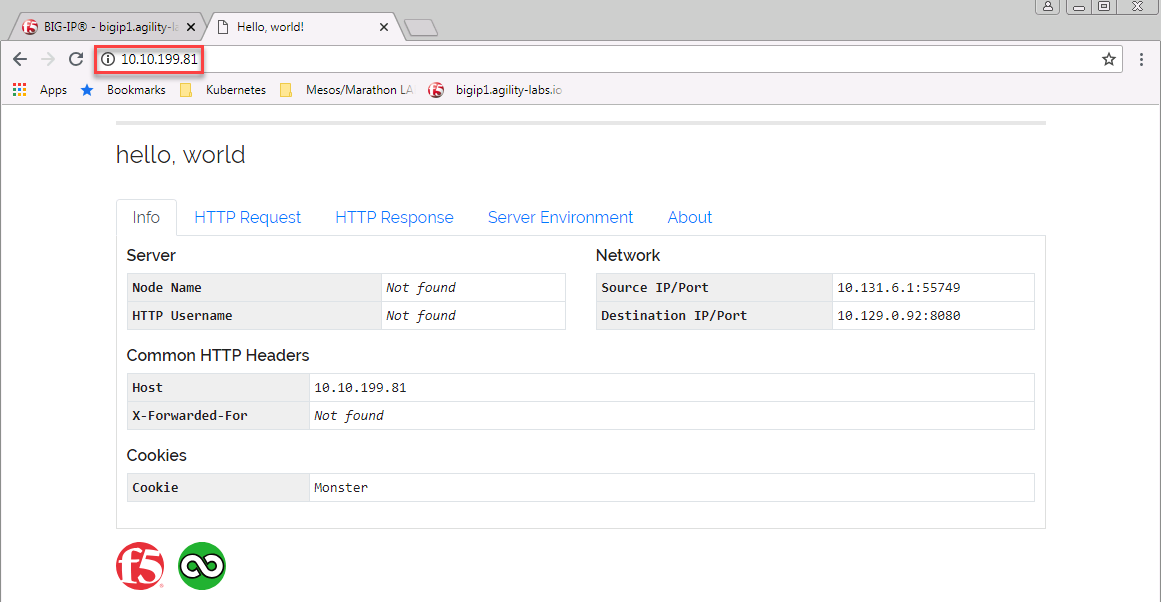 BIG-IP® - bigip1.agility-la
Hello, world!
10.10.199.81
Apps Bookmarks Kubernetes Mesos/Marathon LA bigip1.agility-labs.io
hello, world
Info HTTP Request HTTP Response Server Environment About
Server
Node Name Not found
HTTP Username Not found
Network
Source IP/Port 10.131.6.1:55749
Destination IP/Port 10.129.0.92:8080
Common HTTP Headers
Host 10.10.199.81
X-Forwarded-For Not found
Cookies
Cookie Monster
f5